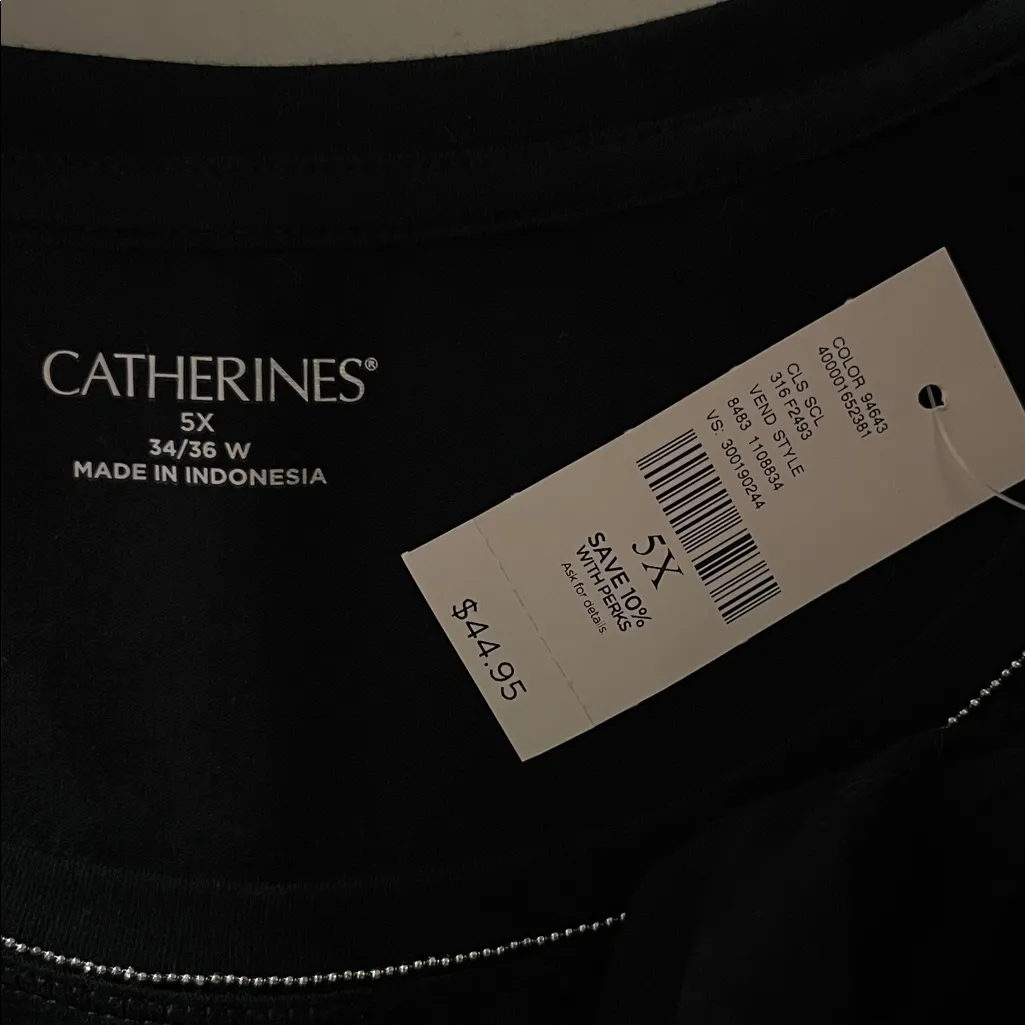 CATHERINES®
5X
34/36 W
MADE IN INDONESIA
COLOR 94643
400001652381
CLS SCL
316 F2493
VEND STYLE
8483 1108834
VS: 300190244
5X
SAVE 10%
WITH PERKS
Ask for details
$44.95